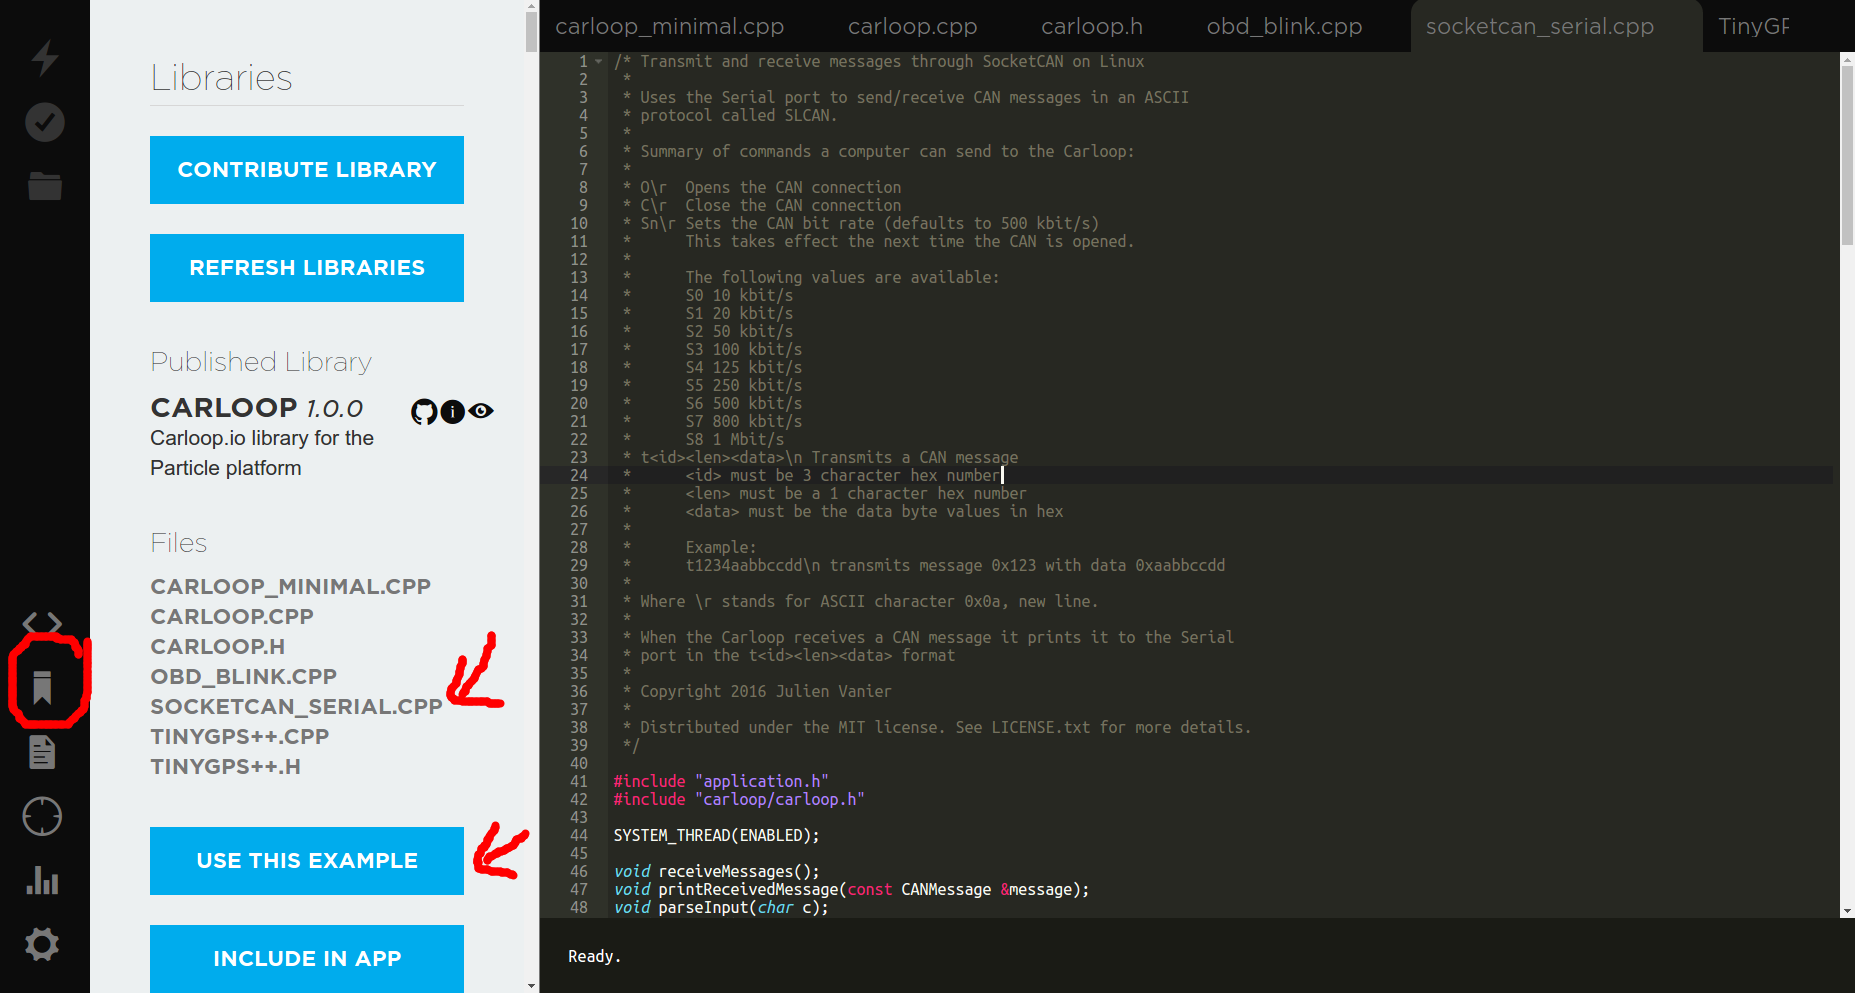 Libraries
CONTRIBUTE LIBRARY
REFRESH LIBRARIES
Published Library
CARLOOP 1.0.0
Carloop.io library for the
Particle platform
Files
CARLOOP_MINIMAL.CPP
CARLOOP.CPP
CARLOOP.H
OBD_BLINK.CPP
SOCKETCAN_SERIAL.CPP
TINYGPS++.CPP
TINYGPS++.H
USE THIS EXAMPLE
INCLUDE IN APP
carloop_minimal.cpp carloop.cpp carloop.h obd_blink.cpp socketcan_serial.cpp TinyGP
1 /* Transmit and receive messages through SocketCAN on Linux
2 *
3 * Uses the Serial port to send/receive CAN messages in an ASCII
4 * protocol called SLCAN.
5 *
6 * Summary of commands a computer can send to the Carloop:
7 *
8 * O\r Opens the CAN connection
9 * C\r Close the CAN connection
10 * Sn\r Sets the CAN bit rate (defaults to 500 kbit/s)
11 * This takes effect the next time the CAN is opened.
12 *
13 * The following values are available:
14 * S0 10 kbit/s
15 * S1 20 kbit/s
16 * S2 50 kbit/s
17 * S3 100 kbit/s
18 * S4 125 kbit/s
19 * S5 250 kbit/s
20 * S6 500 kbit/s
21 * S7 800 kbit/s
22 * S8 1 Mbit/s
23 * t<id><len><data>\n Transmits a CAN message
24 * <id> must be 3 character hex number
25 * <len> must be a 1 character hex number
26 * <data> must be the data byte values in hex
27 *
28 * Example:
29 * t1234aabbccdd\n transmits message 0x123 with data 0xaabbccdd
30 *
31 * Where \r stands for ASCII character 0x0a, new line.
32 *
33 * When the Carloop receives a CAN message it prints it to the Serial
34 * port in the t<id><len><data> format
35 *
36 * Copyright 2016 Julien Vanier
37 *
38 * Distributed under the MIT license. See LICENSE.txt for more details.
39 */
40
41 #include "application.h"
42 #include "carloop/carloop.h"
43
44 SYSTEM_THREAD(ENABLED);
45
46 void receiveMessages();
47 void printReceivedMessage(const CANMessage &message);
48 void parseInput(char c);
Ready.